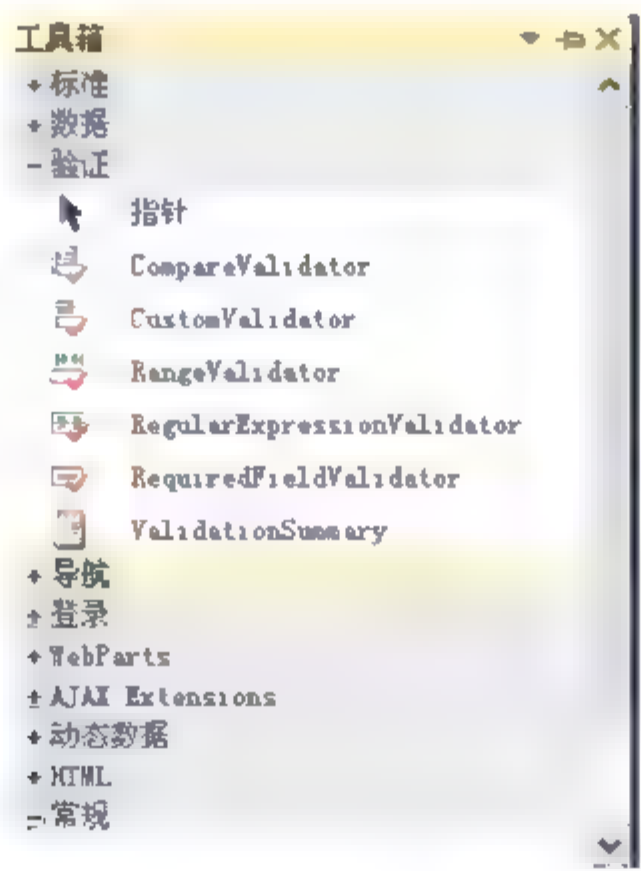 工具箱
标准
数据
验证
指针
CompareValidator
CustomValidator
RangeValidator
RegularExpressionValidator
RequiredFieldValidator
ValidationSummary
导航
登录
WebParts
AJAX Extensions
动态数据
HTML
常规